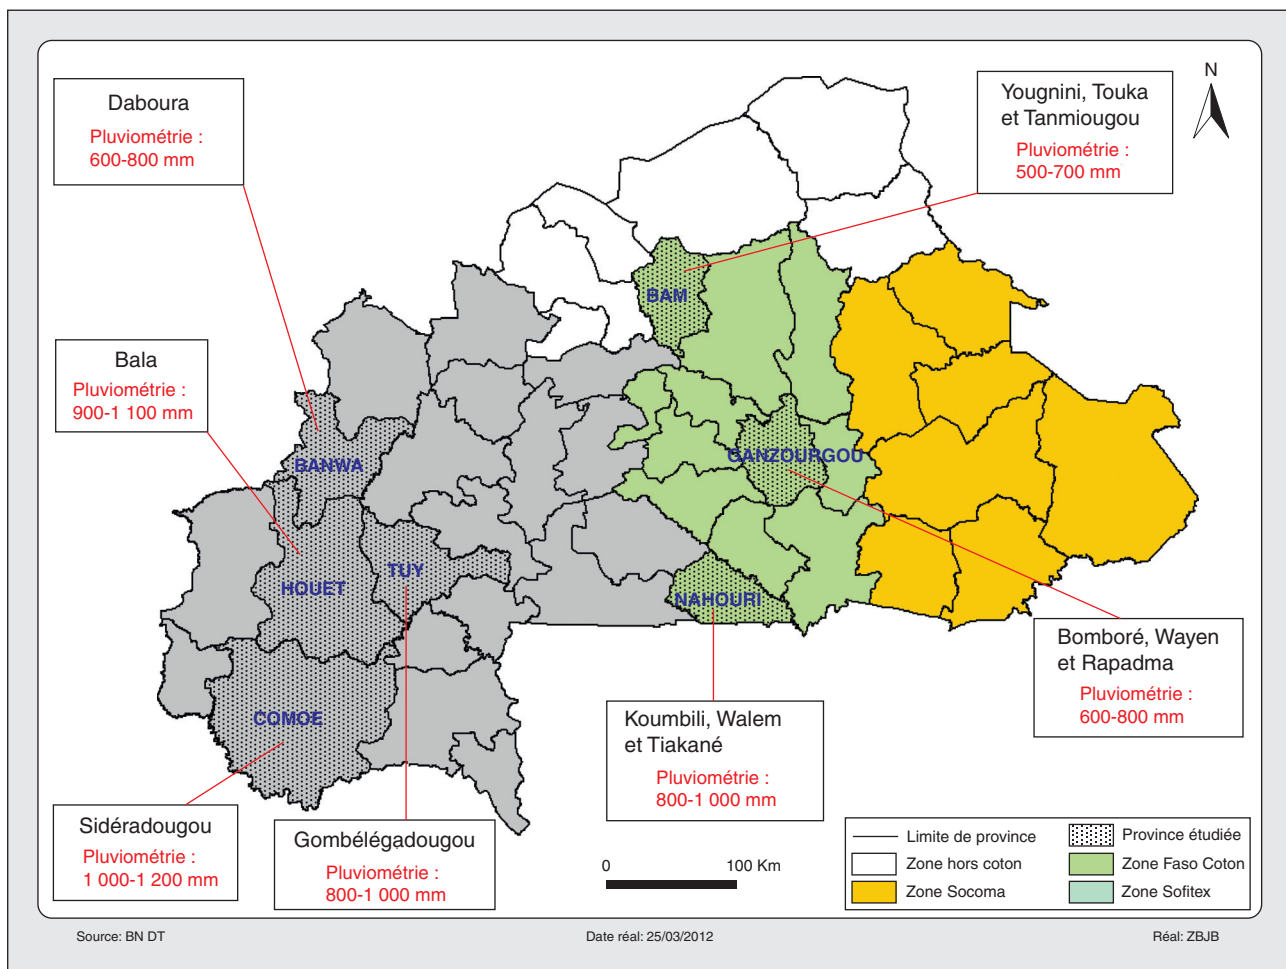 Daboura
Pluviométrie :
600-800 mm
Yougnini, Touka
et Tanmiougou
Pluviométrie :
500-700 mm
N
Bala
Pluviométrie :
900-1 100 mm
BAM
BANWA
GANZOURGOU
HOUET
TUY
NAHOURI
COMOE
Bomboré, Wayen
et Rapadma
Pluviométrie :
600-800 mm
Koumbili, Walem
et Tiakané
Pluviométrie :
800-1 000 mm
Sidéradougou
Pluviométrie :
1 000-1 200 mm
Gombélégadougou
Pluviométrie :
800-1 000 mm
0 100 Km
Limite de province
Province étudiée
Zone hors coton
Zone Faso Coton
Zone Socoma
Zone Sofitex
Source: BN DT
Date réal: 25/03/2012
Réal: ZBJB